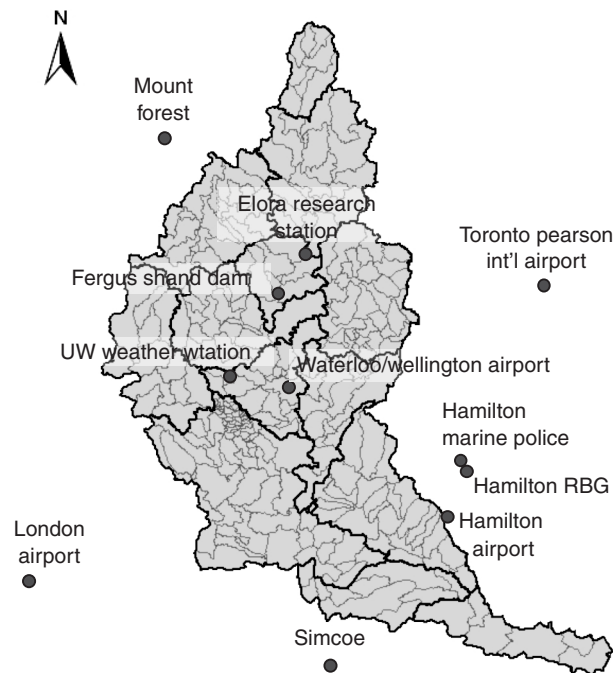 N
Mount
forest
Elora research
station
Toronto pearson
int'l airport
Fergus shand dam
UW weather wtation
Waterloo/wellington airport
Hamilton
marine police
Hamilton RBG
Hamilton
airport
London
airport
Simcoe